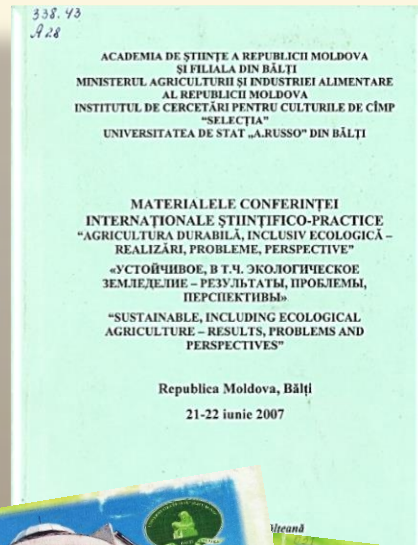 338.43
A28
ACADEMIA DE ŞTIINŢE A REPUBLICII MOLDOVA
ŞI FILIALA DIN BĂLŢI
MINISTERUL AGRICULTURII ŞI INDUSTRIEI ALIMENTARE
AL REPUBLICII MOLDOVA
INSTITUTUL DE CERCETĂRI PENTRU CULTURILE DE CÎMP
“SELECŢIA”
UNIVERSITATEA DE STAT „A.RUSSO” DIN BĂLŢI
MATERIALELE CONFERINŢEI
INTERNAŢIONALE ŞTIINŢIFICO-PRACTICE
“AGRICULTURA DURABILĂ, INCLUSIV ECOLOGICĂ –
REALIZĂRI, PROBLEME, PERSPECTIVE”
«УСТОЙЧИВОЕ, В Т.Ч. ЭКОЛОГИЧЕСКОЕ
ЗЕМЛЕДЕЛИЕ – РЕЗУЛЬТАТЫ, ПРОБЛЕМЫ,
ПЕРСПЕКТИВЫ»
“SUSTAINABLE, INCLUDING ECOLOGICAL
AGRICULTURE – RESULTS, PROBLEMS AND
PERSPECTIVES”
Republica Moldova, Bălţi
21-22 iunie 2007